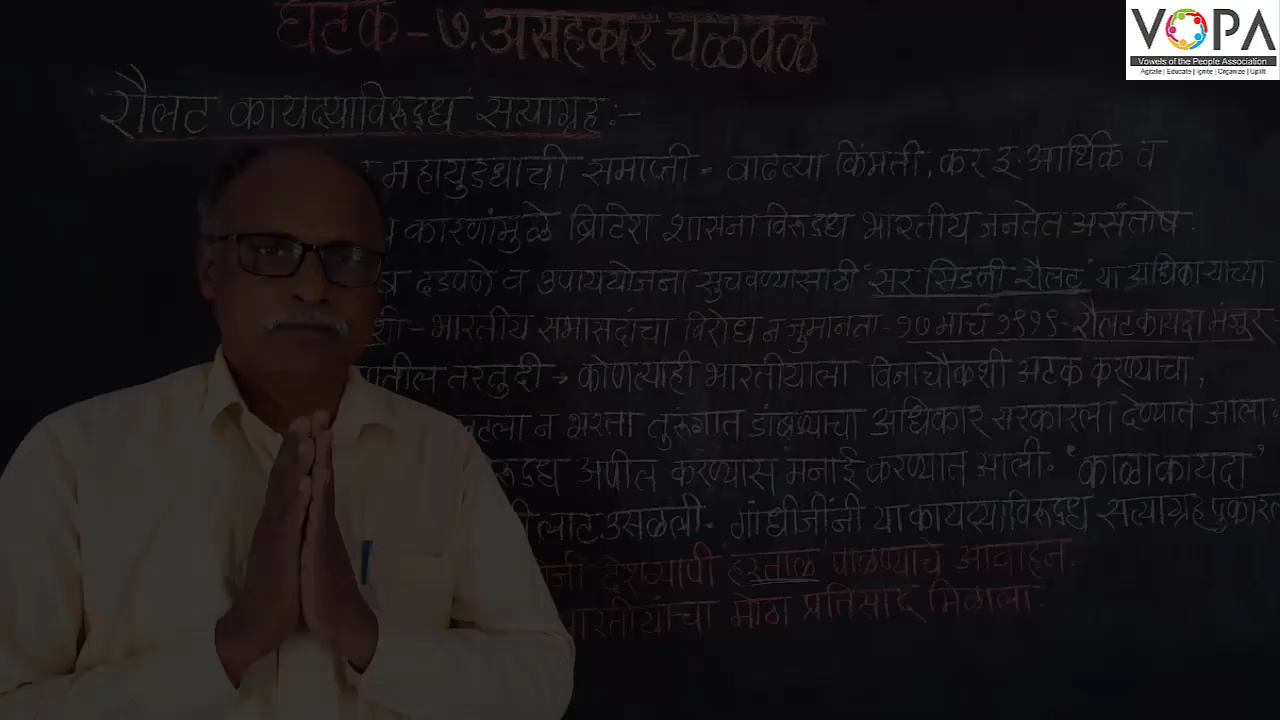 घटक - ७. असहकार चळवळ
VOPA
Vowels of the People Association
Agitate | Educate | Ignite | Organize | Uplift
रौलट कायद्याविरुद्ध सत्याग्रह :-
महायुद्धाची समाप्ती - वाढत्या किंमती, कर इ. आर्थिक व
कारणांमुळे ब्रिटिश शासनाविरुद्ध भारतीय जनतेत असंतोष.
दडपणे व उपाययोजना सुचवण्यासाठी 'सर सिडनी रौलट' या अधिकाऱ्याच्या
- भारतीय सभासदांचा विरोध न जुमानता - १७ मार्च १९१९ - रौलट कायदा मंजूर
तील तरतुदी → कोणत्याही भारतीयाला विनाचौकशी अटक करण्याचा,
न भरता तुरुंगात डांबण्याचा अधिकार सरकारला देण्यात आला.
अपील करण्यास मनाई करण्यात आली. 'काळा कायदा'
लाट उसळली. गांधीजींनी या कायद्याविरुद्ध सत्याग्रह पुकारला
देशव्यापी हरताळ पाळण्याचे आवाहन.
भारतीयांचा मोठा प्रतिसाद मिळाला.